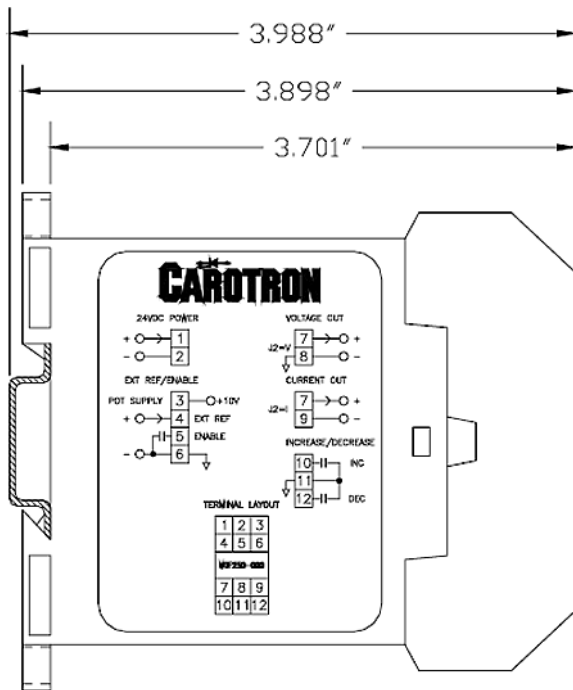 3.988"
3.898"
3.701"
CAROTRON
24VDC POWER
+ 1
- 2
EXT REF/ENABLE
POT SUPPLY 3 +10V
+ 4 EXT REF
5 ENABLE
- 6
VOLTAGE OUT
J2=V
7 +
8 -
CURRENT OUT
J2=I
7 +
9 -
INCREASE/DECREASE
10 INC
11
12 DEC
TERMINAL LAYOUT
1 2 3
4 5 6
7 8 9
10 11 12